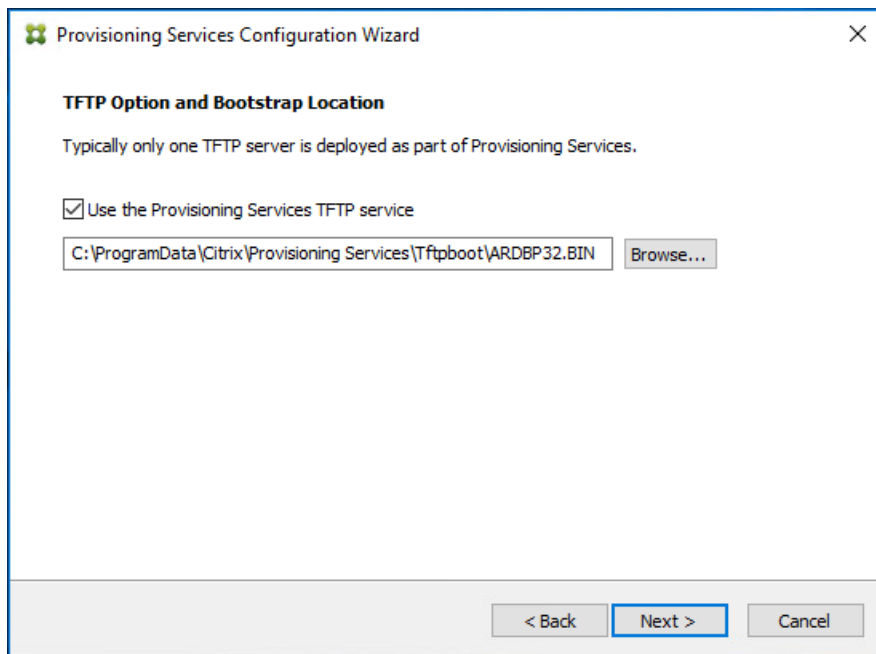 Provisioning Services Configuration Wizard
TFTP Option and Bootstrap Location
Typically only one TFTP server is deployed as part of Provisioning Services.
Use the Provisioning Services TFTP service
C:\ProgramData\Citrix\Provisioning Services\Tftpboot\ARDBP32.BIN
Browse...
< Back
Next >
Cancel